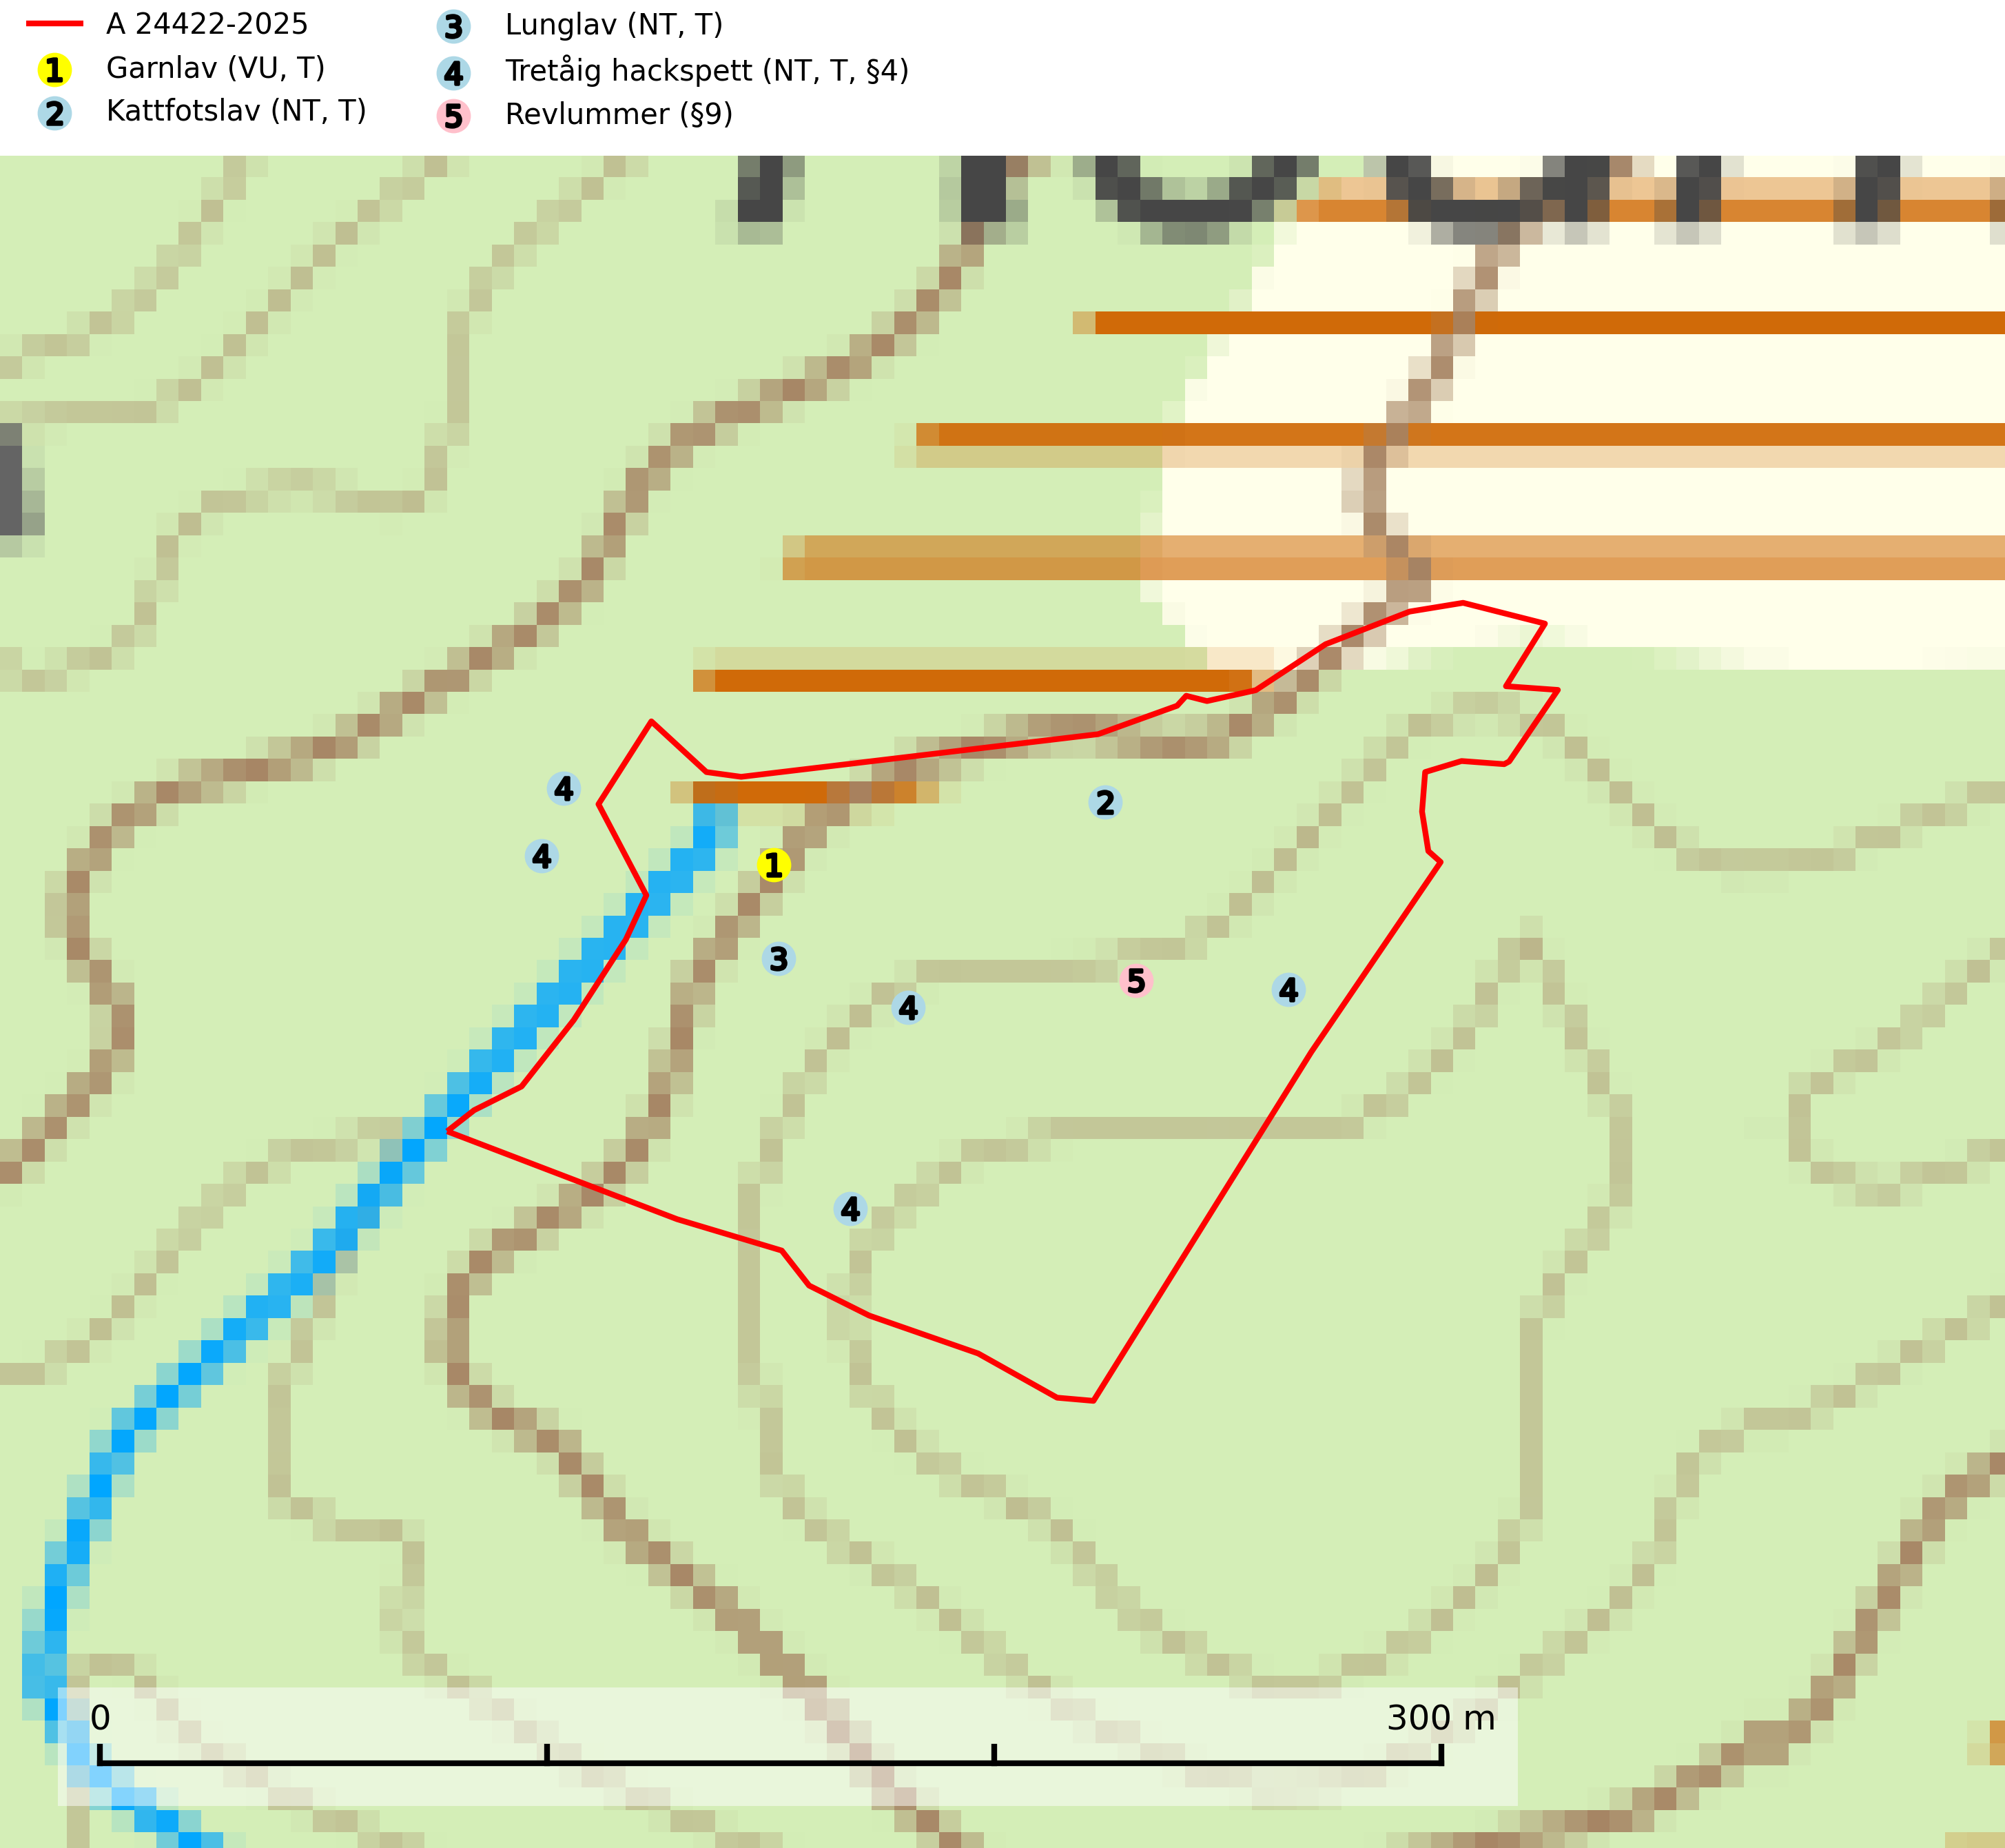 A 24422-2025
1 Garnlav (VU, T)
2 Kattfotslav (NT, T)
3 Lunglav (NT, T)
4 Tretåig hackspett (NT, T, §4)
5 Revlummer (§9)
4
2
4
1
3
5
4
4
4
0 300 m